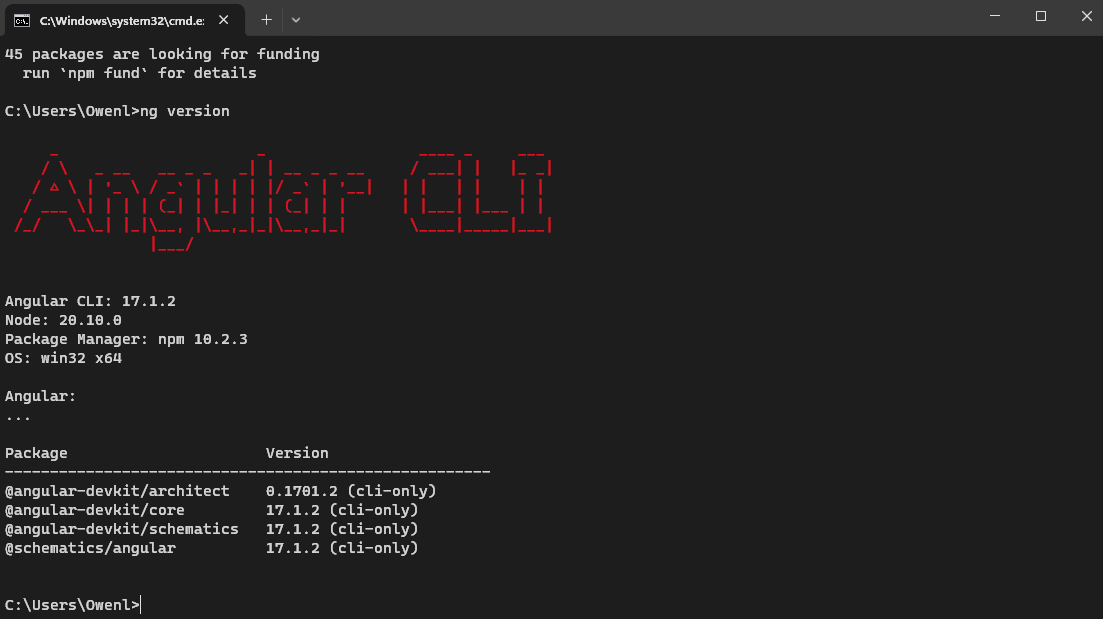 C:\Windows\system32\cmd.e:
45 packages are looking for funding
  run `npm fund` for details
C:\Users\Owenl>ng version
Angular CLI
Angular CLI: 17.1.2
Node: 20.10.0
Package Manager: npm 10.2.3
OS: win32 x64
Angular:
...
Package                      Version
------------------------------------------------------
@angular-devkit/architect    0.1701.2 (cli-only)
@angular-devkit/core         17.1.2 (cli-only)
@angular-devkit/schematics   17.1.2 (cli-only)
@schematics/angular          17.1.2 (cli-only)
C:\Users\Owenl>